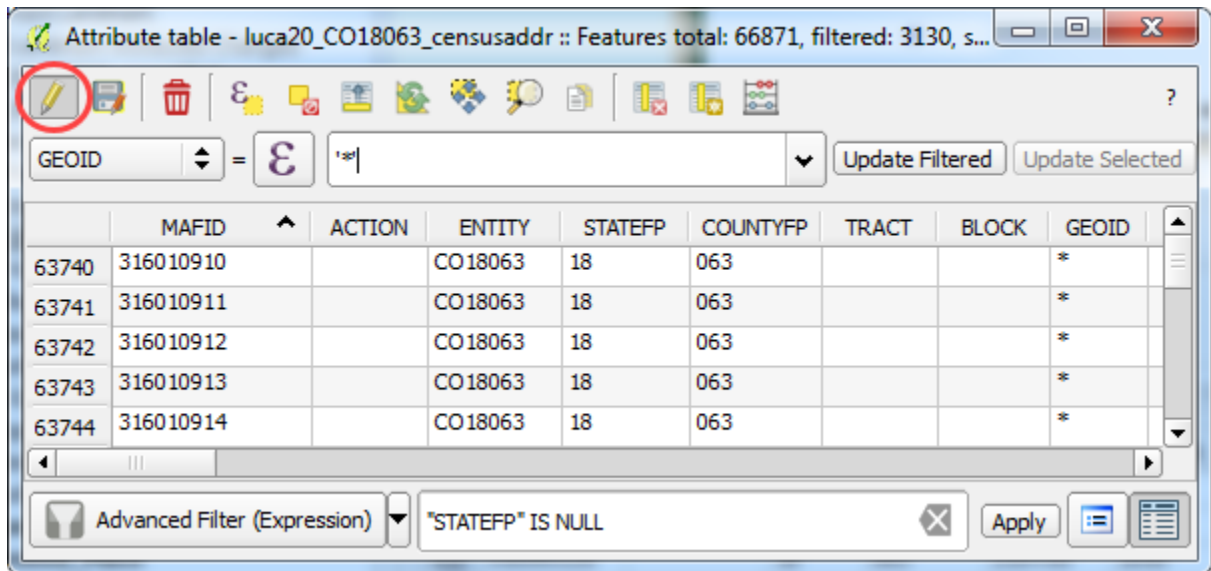 Attribute table - luca20_CO18063_censusaddr :: Features total: 66871, filtered: 3130, s...
?
GEOID = ε '*' Update Filtered Update Selected
MAFID ACTION ENTITY STATEFP COUNTYFP TRACT BLOCK GEOID
63740 316010910 CO18063 18 063 *
63741 316010911 CO18063 18 063 *
63742 316010912 CO18063 18 063 *
63743 316010913 CO18063 18 063 *
63744 316010914 CO18063 18 063 *
Advanced Filter (Expression) "STATEFP" IS NULL Apply